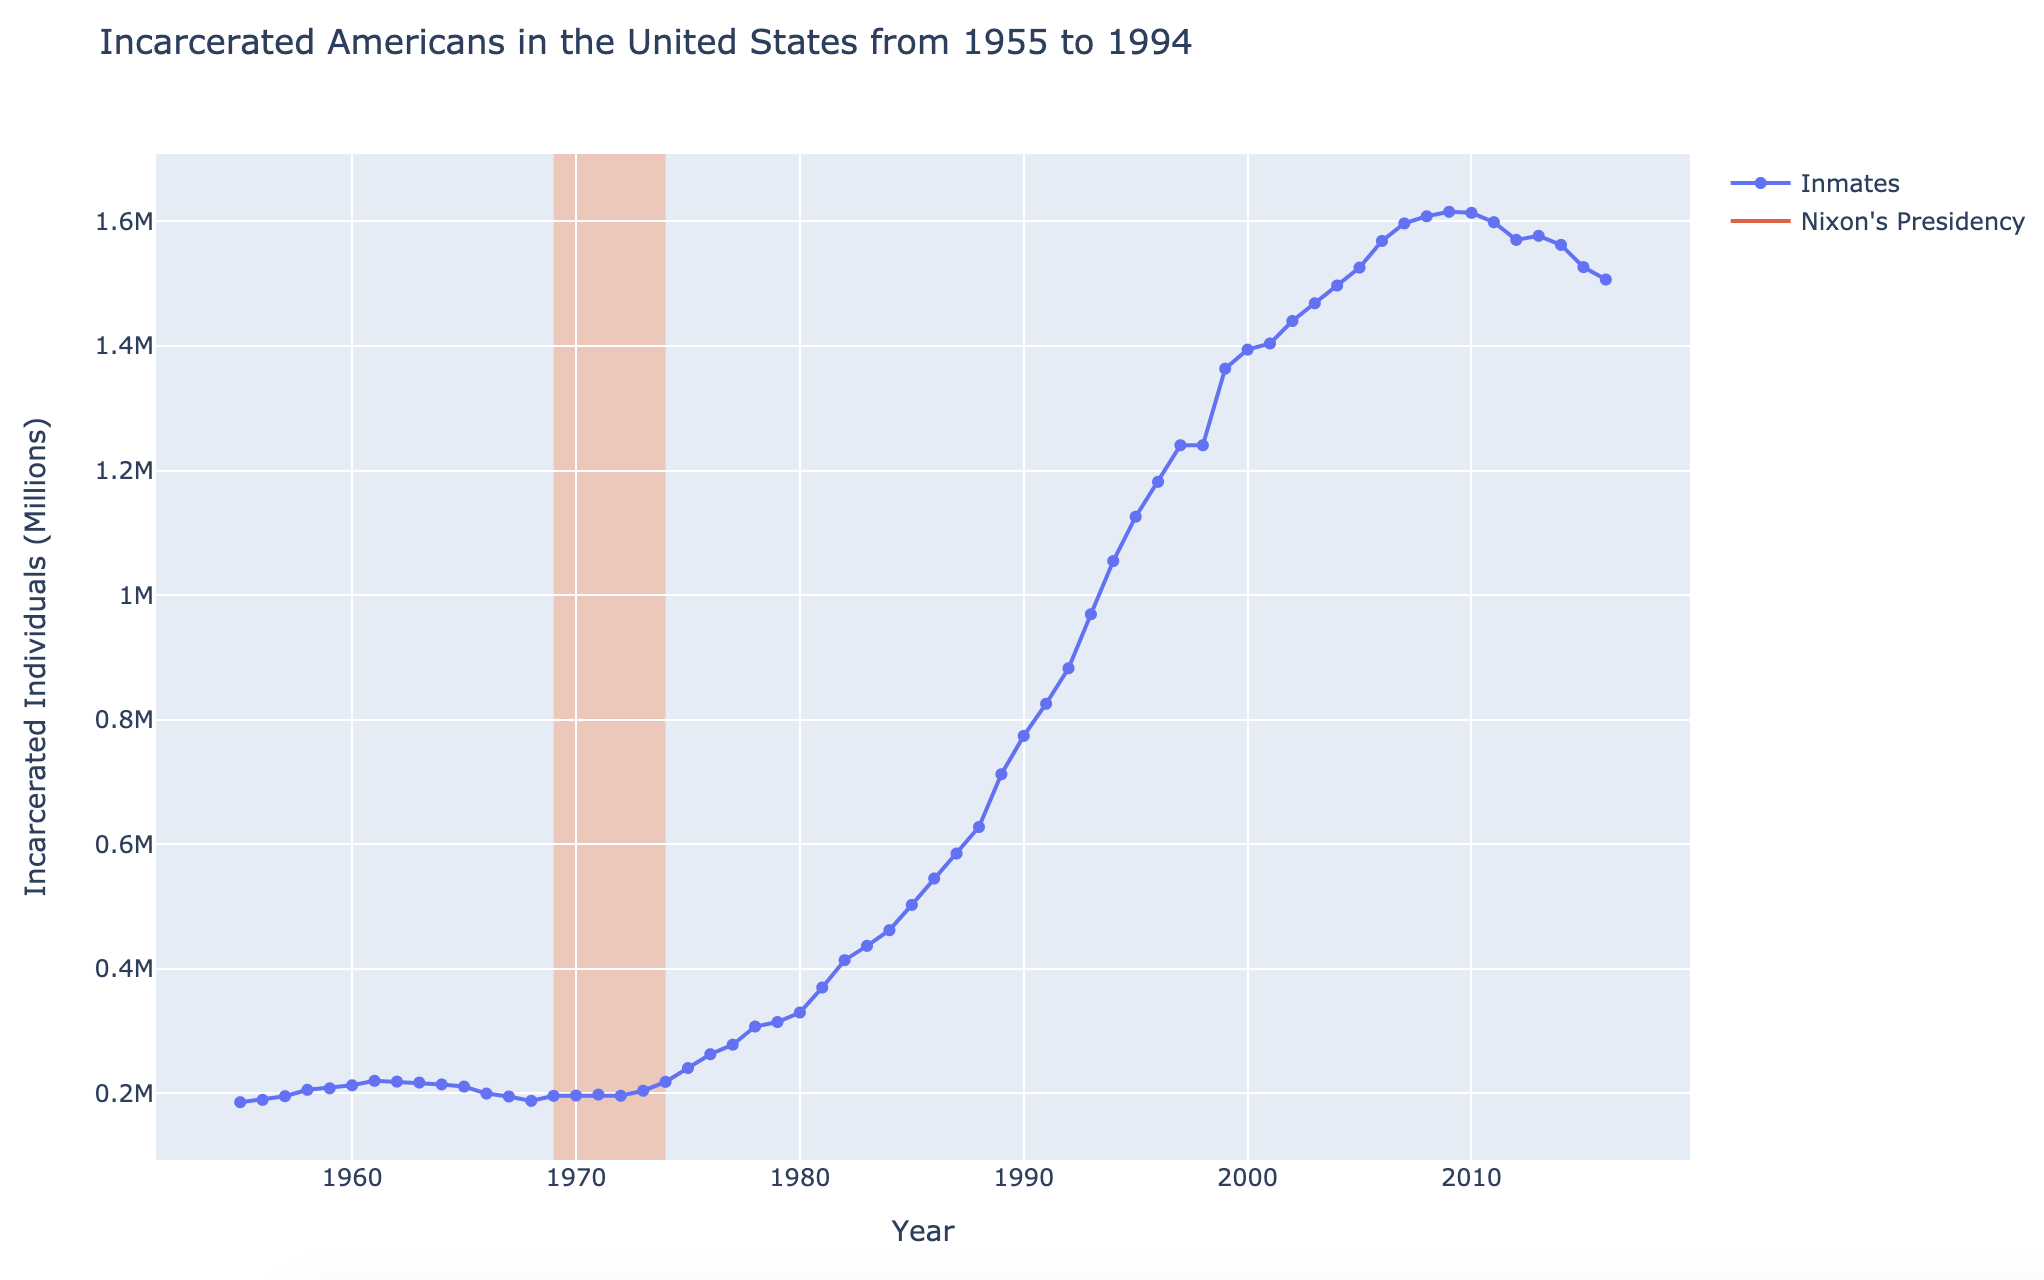 Incarcerated Americans in the United States from 1955 to 1994
Inmates
Nixon's Presidency
1.6M
1.4M
1.2M
1M
0.8M
0.6M
0.4M
0.2M
Incarcerated Individuals (Millions)
1960
1970
1980
1990
2000
2010
Year